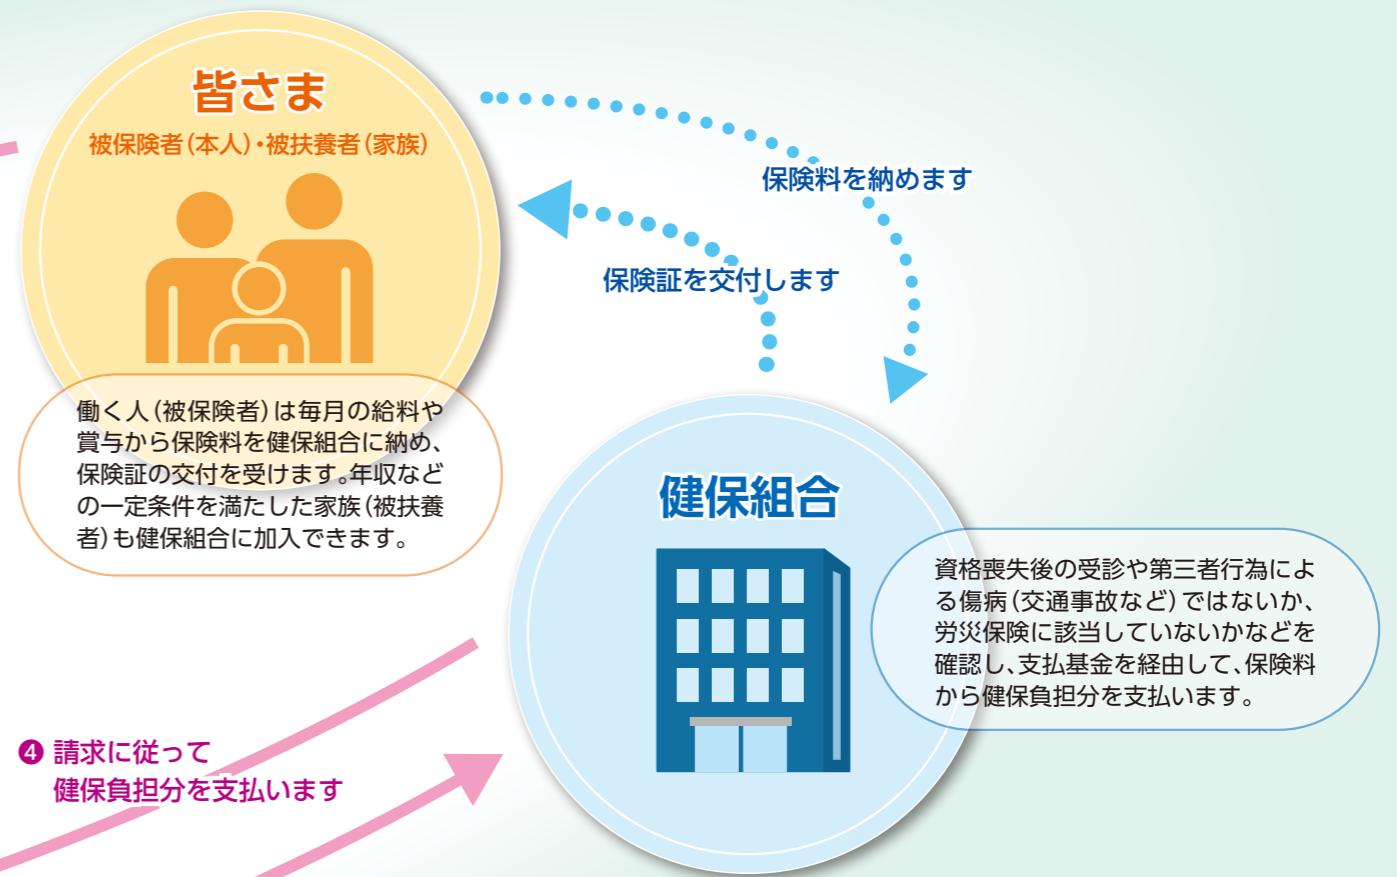 皆さま
被保険者(本人)・被扶養者(家族)
保険料を納めます
保険証を交付します
働く人(被保険者)は毎月の給料や
賞与から保険料を健保組合に納め、
保険証の交付を受けます。年収など
の一定条件を満たした家族(被扶養
者)も健保組合に加入できます。
健保組合
資格喪失後の受診や第三者行為によ
る傷病(交通事故など)ではないか、
労災保険に該当していないかなどを
確認し、支払基金を経由して、保険料
から健保負担分を支払います。
❹ 請求に従って
健保負担分を支払います